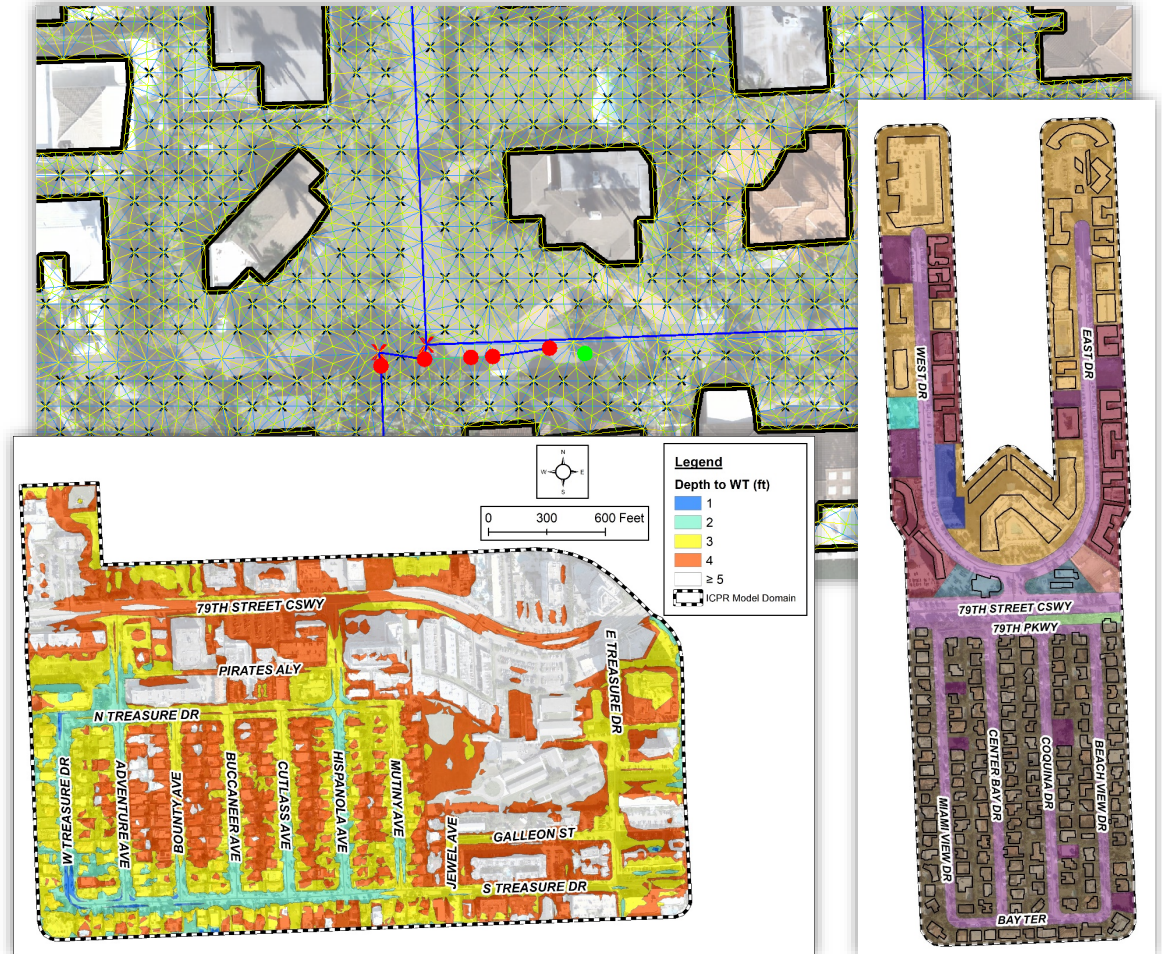 WEST DR
EAST DR
79TH STREET CSWY
79TH PKWY
MIAMI VIEW DR
CENTER BAY DR
COQUINA DR
BEACH VIEW DR
BAY TER
N
W
E
S
0 300 600 Feet
Legend
Depth to WT (ft)
1
2
3
4
≥ 5
ICPR Model Domain
79TH STREET CSWY
PIRATES ALY
E TREASURE DR
N TREASURE DR
W TREASURE DR
ADVENTURE AVE
BOUNTY AVE
BUCCANEER AVE
CUTLASS AVE
HISPANOLA AVE
MUTINY AVE
JEWEL AVE
GALLEON ST
S TREASURE DR